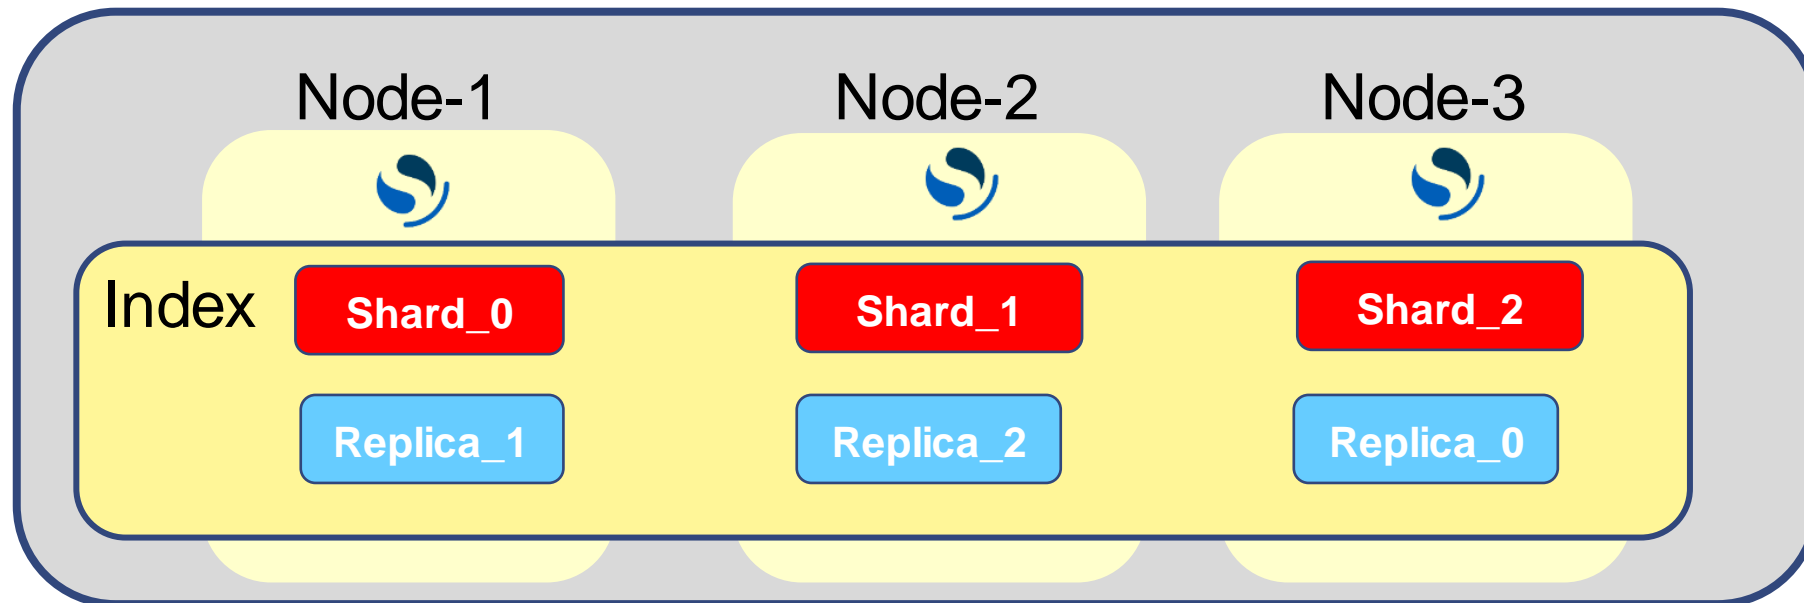 Node-1
Node-2
Node-3
Index
Shard_0
Shard_1
Shard_2
Replica_1
Replica_2
Replica_0